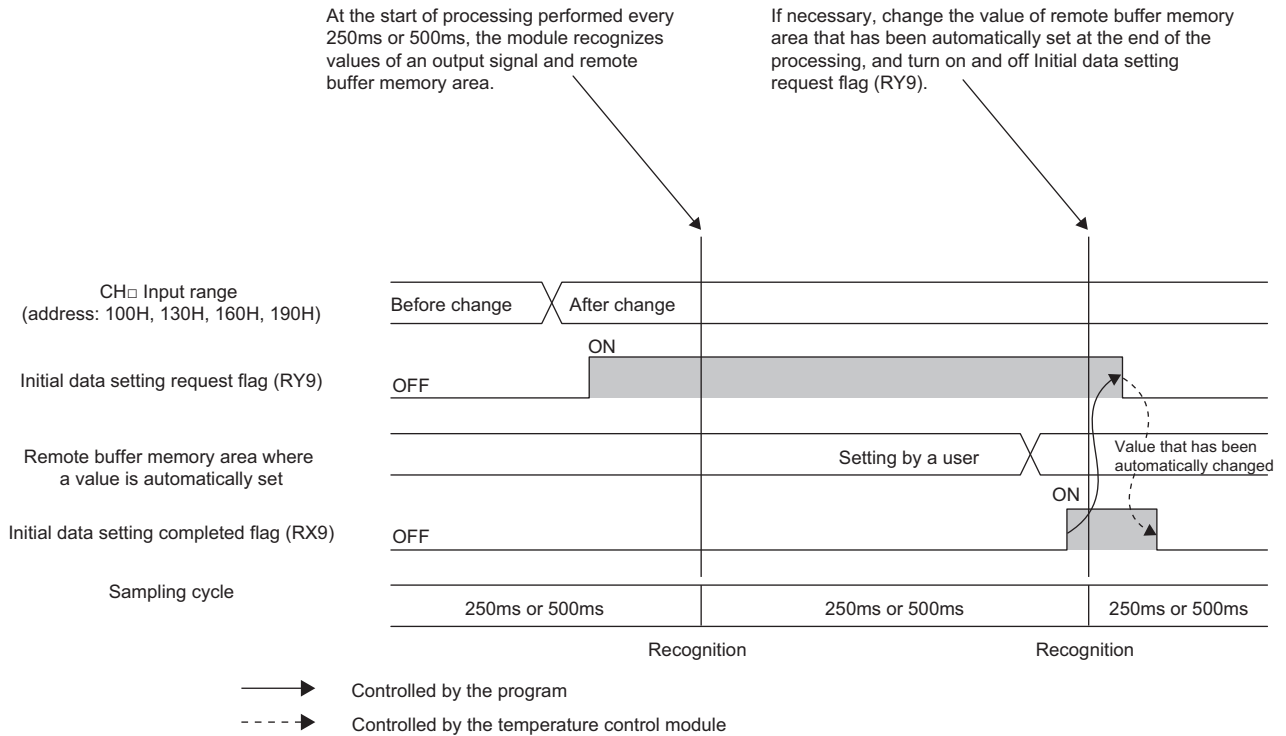 At the start of processing performed every
250ms or 500ms, the module recognizes
values of an output signal and remote
buffer memory area.
If necessary, change the value of remote buffer memory
area that has been automatically set at the end of the
processing, and turn on and off Initial data setting
request flag (RY9).
CH□ Input range
(address: 100H, 130H, 160H, 190H)
Before change
After change
ON
Initial data setting request flag (RY9)
OFF
Remote buffer memory area where
a value is automatically set
Setting by a user
Value that has been
automatically changed
ON
Initial data setting completed flag (RX9)
OFF
Sampling cycle
250ms or 500ms
250ms or 500ms
250ms or 500ms
Recognition
Recognition
Controlled by the program
Controlled by the temperature control module